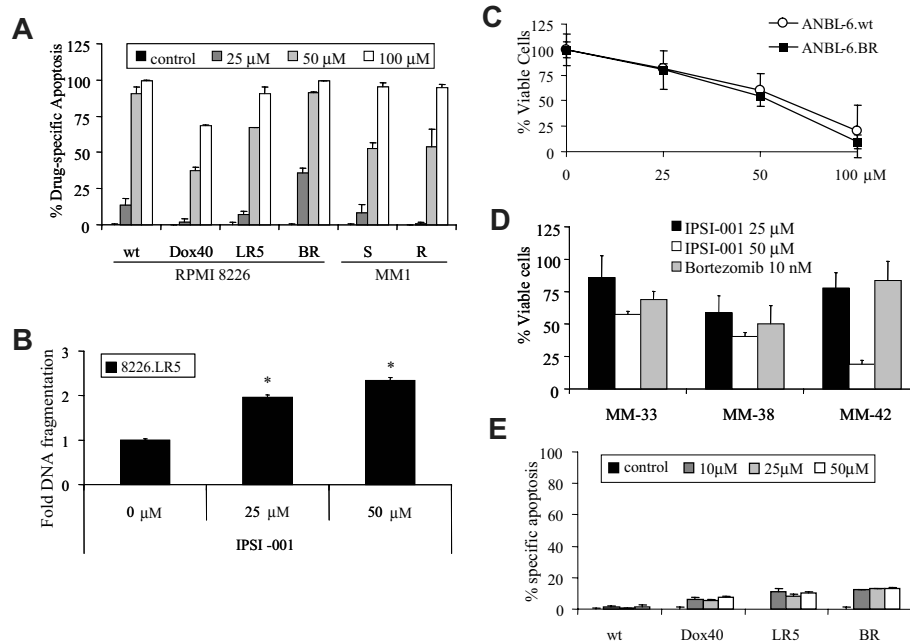 A
control 25 µM 50 µM 100 µM
% Drug-specific Apoptosis
125
100
75
50
25
0
wt Dox40 LR5 BR S R
RPMI 8226 MM1
B
8226.LR5
Fold DNA fragmentation
3
2
1
0
* *
0 µM 25 µM 50 µM
IPSI -001
C
ANBL-6.wt
ANBL-6.BR
% Viable Cells
125
100
75
50
25
0
0 25 50 100 µM
D
IPSI-001 25 µM
IPSI-001 50 µM
Bortezomib 10 nM
% Viable cells
125
100
75
50
25
0
MM-33 MM-38 MM-42
E
control 10µM 25µM 50µM
% specific apoptosis
100
80
60
40
20
0
wt Dox40 LR5 BR